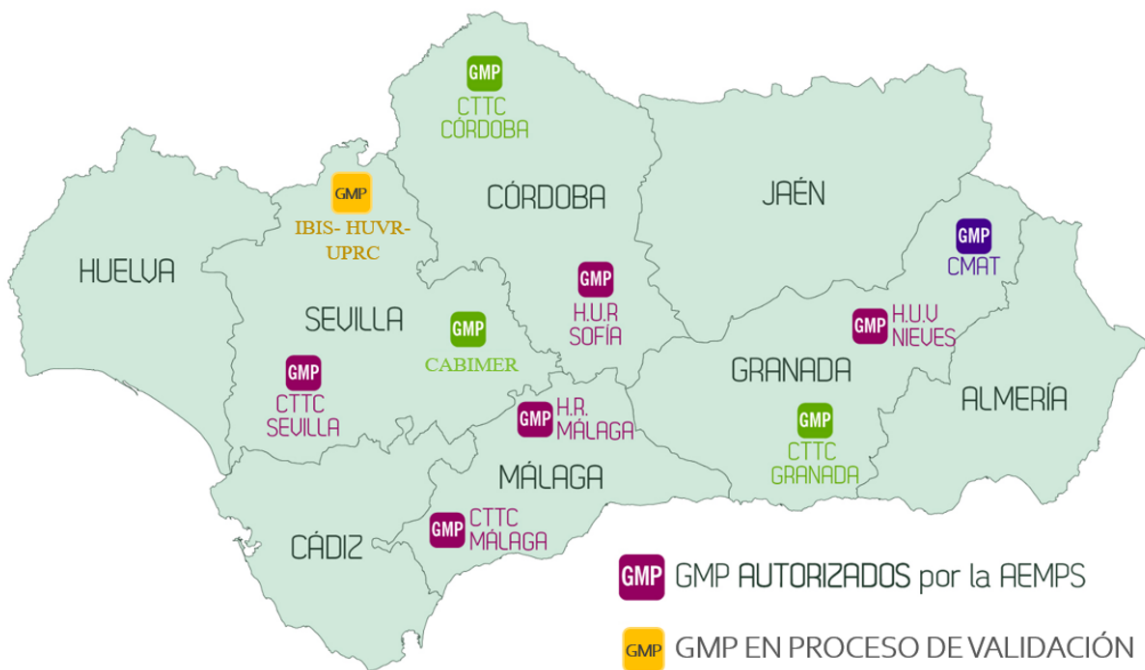 GMP
CTTC
CÓRDOBA
GMP
IBIS- HUVR-
UPRC
CÓRDOBA
JAÉN
GMP
CMAT
HUELVA
SEVILLA
GMP
CABIMER
GMP
H.U.R
SOFÍA
GMP
H.U.V
NIEVES
GMP
CTTC
SEVILLA
GRANADA
ALMERÍA
GMP
H.R.
MÁLAGA
GMP
CTTC
GRANADA
MÁLAGA
GMP
CTTC
MÁLAGA
CÁDIZ
GMP GMP AUTORIZADOS por la AEMPS
GMP GMP EN PROCESO DE VALIDACIÓN